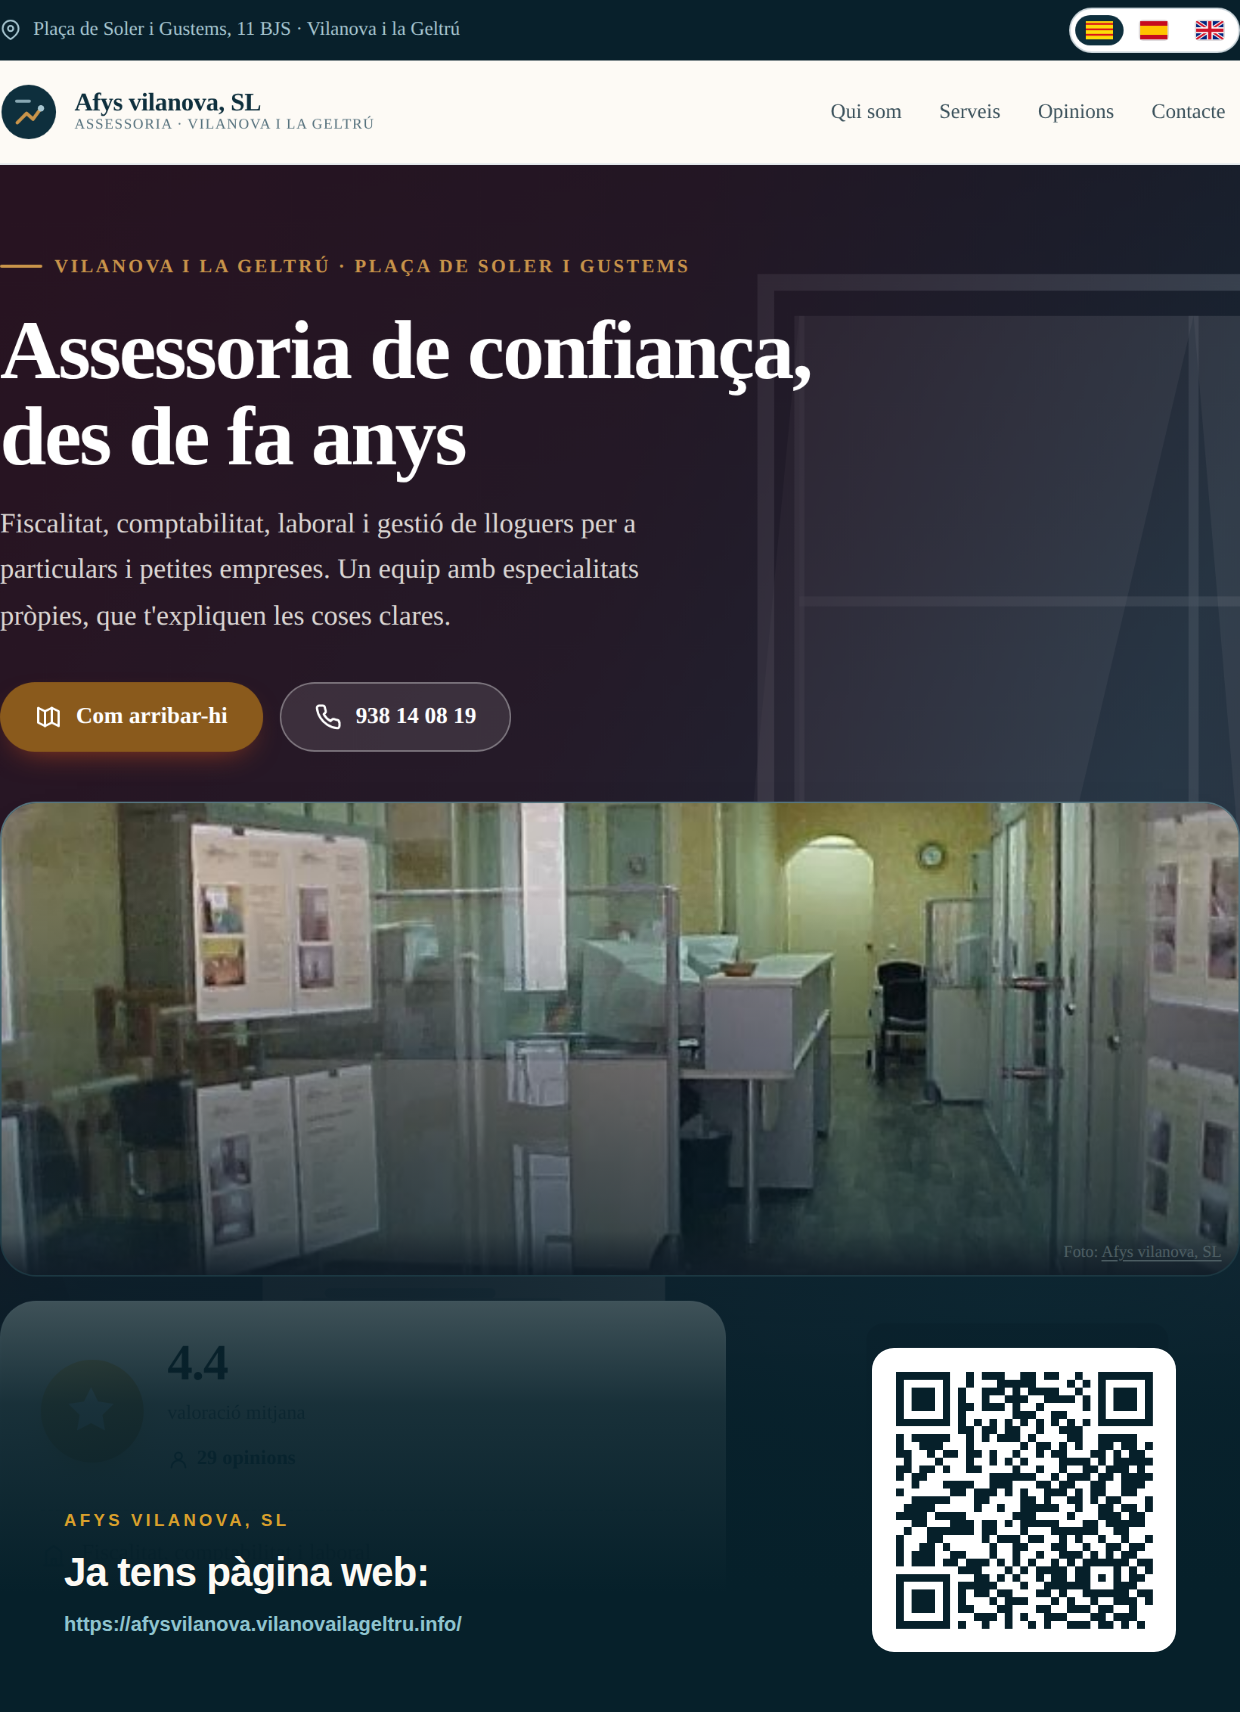 Plaça de Soler i Gustems, 11 BJS · Vilanova i la Geltrú
Afys vilanova, SL
ASSESSORIA · VILANOVA I LA GELTRÚ
Qui som
Serveis
Opinions
Contacte
VILANOVA I LA GELTRÚ · PLAÇA DE SOLER I GUSTEMS
Assessoria de confiança,
des de fa anys
Fiscalitat, comptabilitat, laboral i gestió de lloguers per a
particulars i petites empreses. Un equip amb especialitats
pròpies, que t'expliquen les coses clares.
Com arribar-hi
938 14 08 19
Foto: Afys vilanova, SL
4.4
valoració mitjana
29 opinions
AFYS VILANOVA, SL
Ja tens pàgina web:
https://afysvilanova.vilanovailageltru.info/